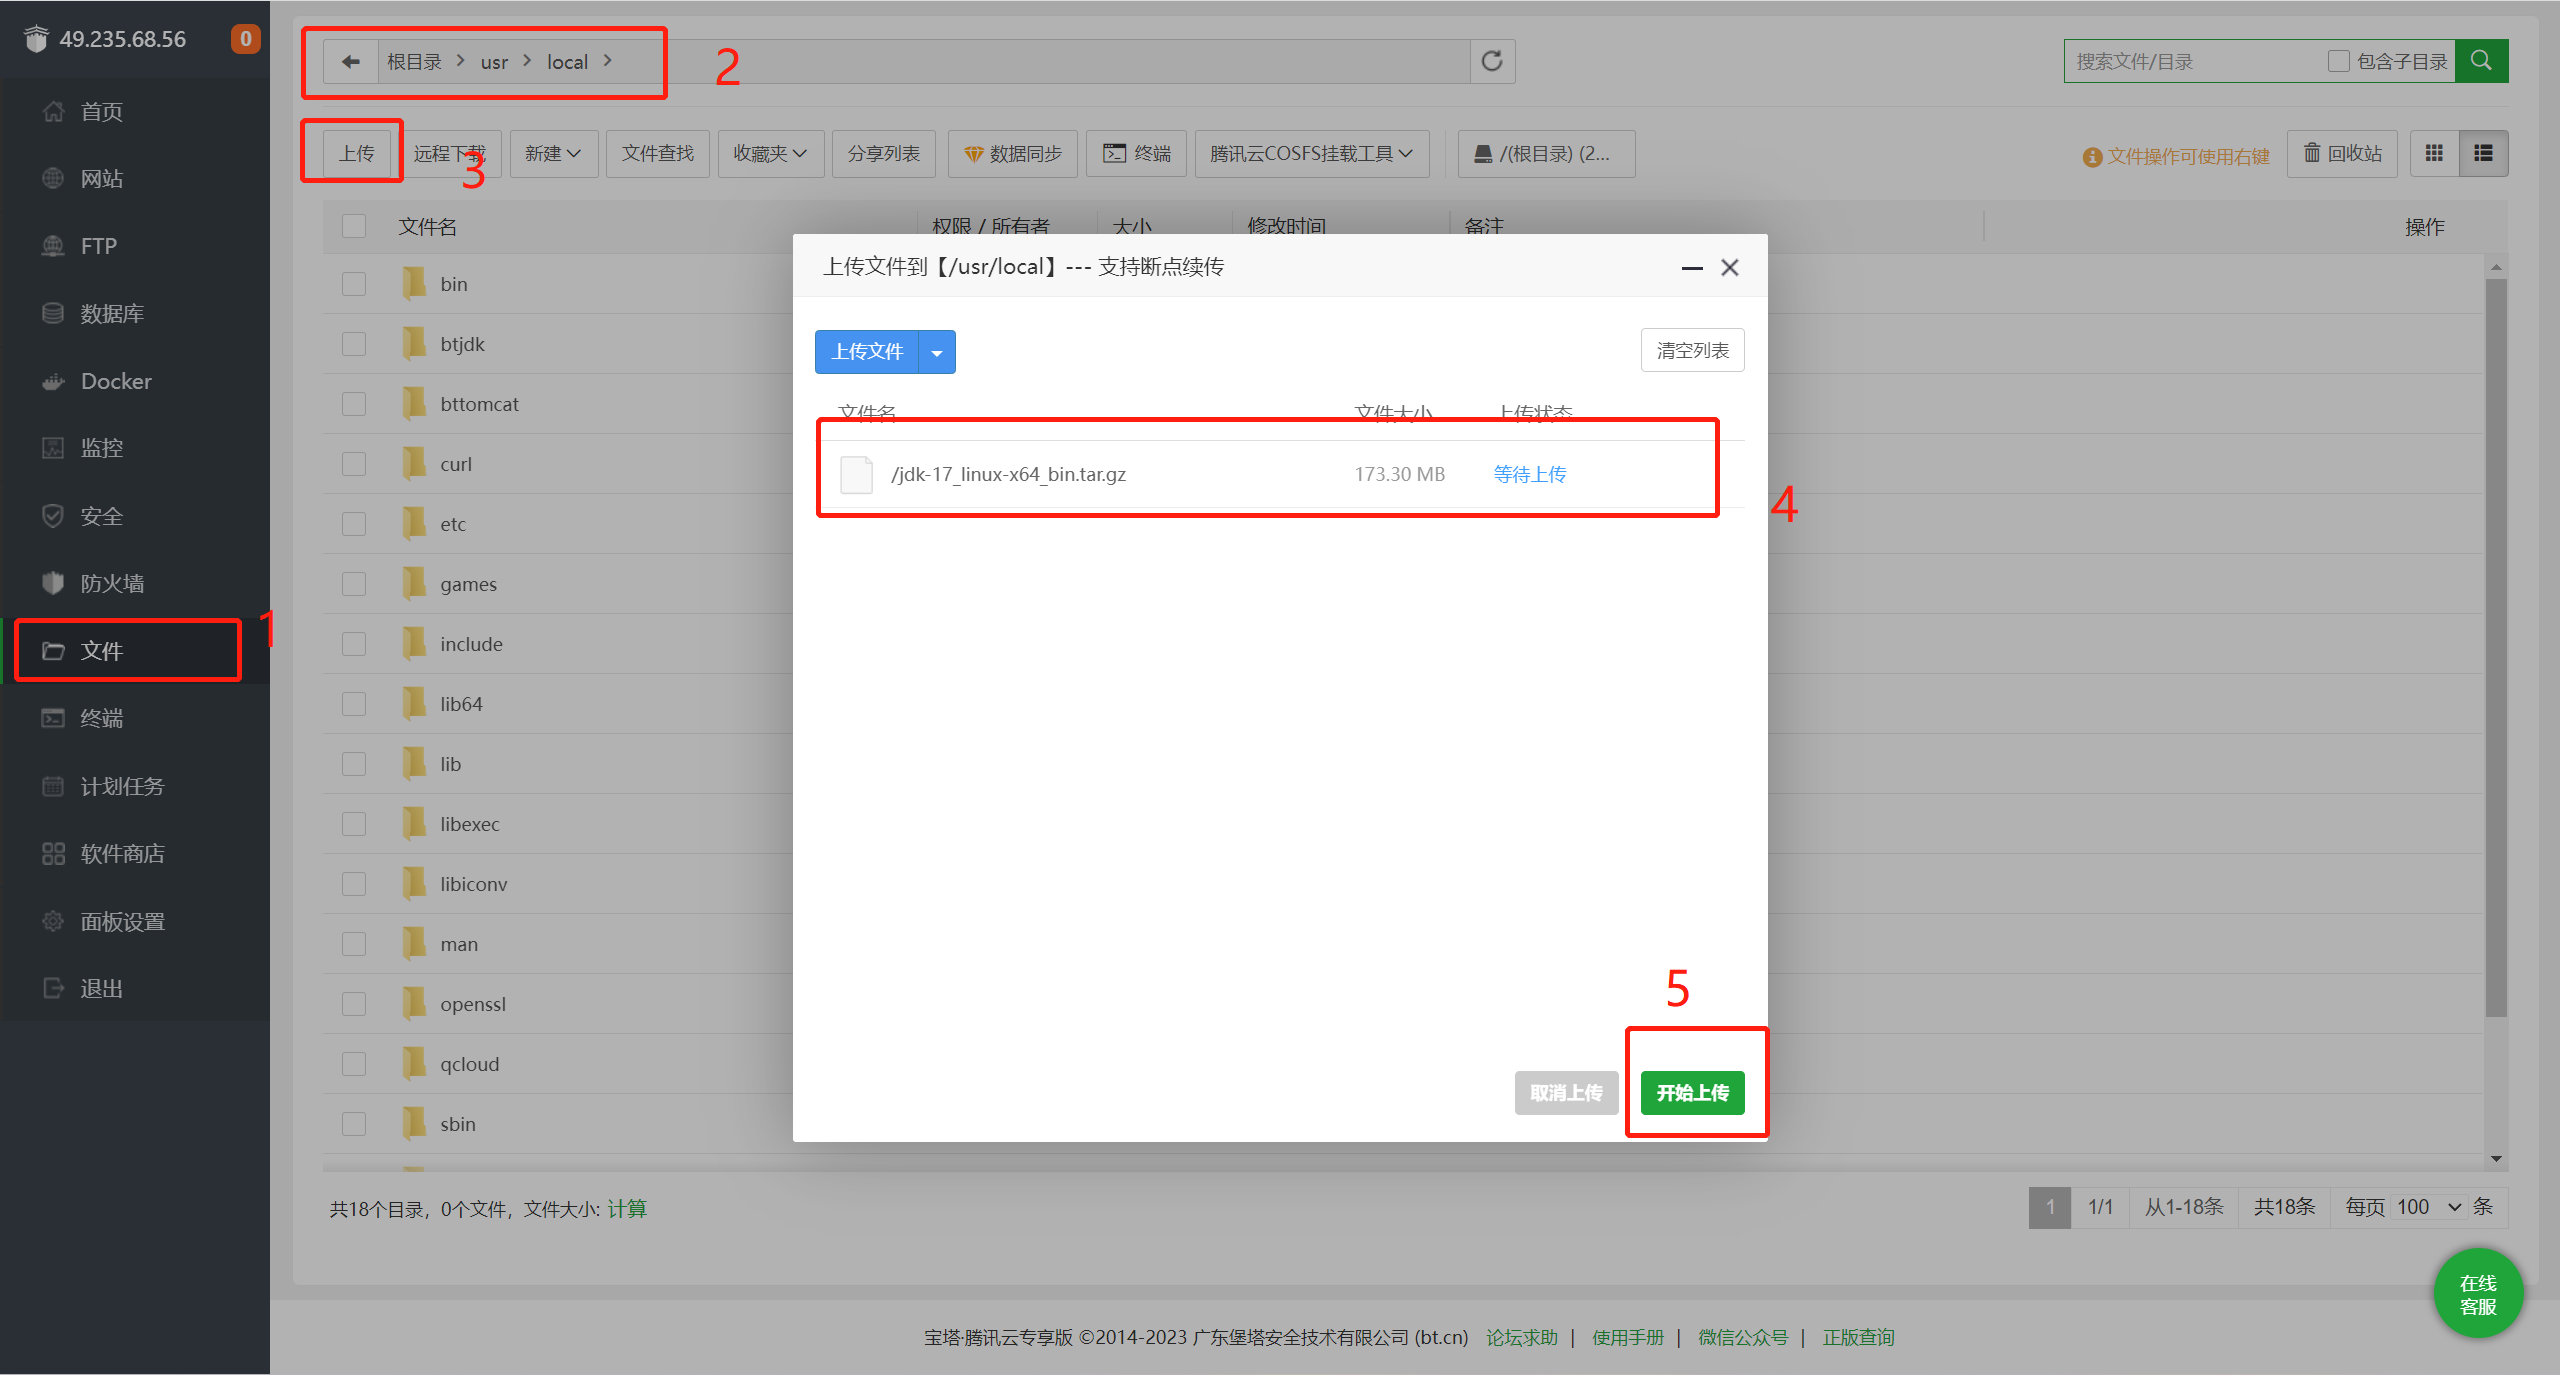 49.235.68.56
0
首页
网站
FTP
数据库
Docker
监控
安全
防火墙
文件
1
终端
计划任务
软件商店
面板设置
退出
根目录 > usr > local >
2
搜索文件/目录
包含子目录
上传
远程下载
3
新建
文件查找
收藏夹
分享列表
数据同步
终端
腾讯云COSFS挂载工具
/(根目录) (2...
文件操作可使用右键
回收站
文件名
权限 / 所有者
大小
修改时间
备注
操作
bin
btjdk
bttomcat
curl
etc
games
include
lib64
lib
libexec
libiconv
man
openssl
qcloud
sbin
上传文件到【/usr/local】--- 支持断点续传
上传文件
清空列表
文件名
文件大小
上传状态
/jdk-17_linux-x64_bin.tar.gz
173.30 MB
等待上传
4
5
取消上传
开始上传
共18个目录，0个文件，文件大小: 计算
1
1/1
从1-18条
共18条
每页 100 条
在线
客服
宝塔·腾讯云专享版 ©2014-2023 广东堡塔安全技术有限公司 (bt.cn) 论坛求助 | 使用手册 | 微信公众号 | 正版查询